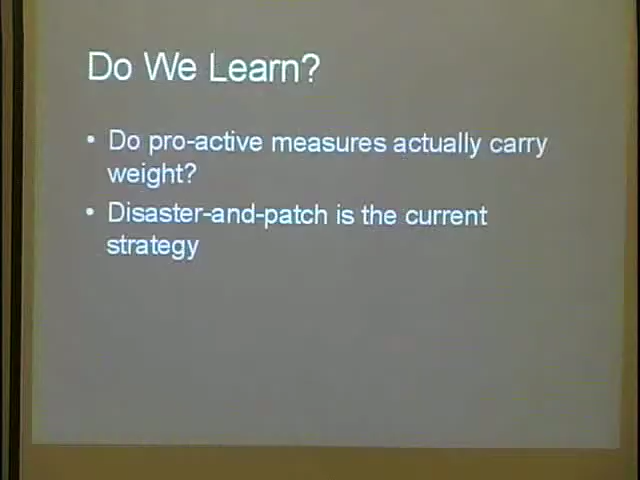 Do We Learn?
• Do pro-active measures actually carry
weight?
• Disaster-and-patch is the current
strategy